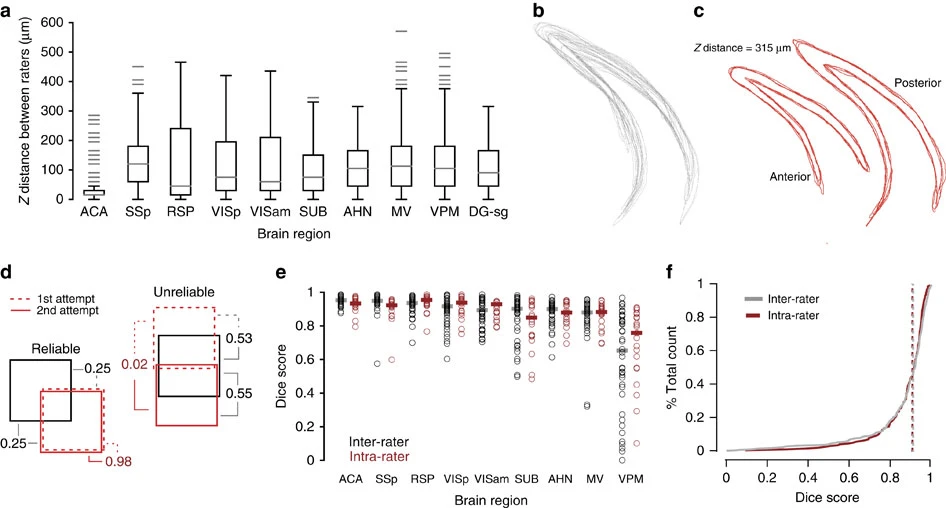 a
Z distance between raters (μm)
600
500
400
300
200
100
0
ACA SSp RSP VISp VISam SUB AHN MV VPM DG-sg
Brain region
b
c
Z distance = 315 μm
Posterior
Anterior
d
1st attempt
2nd attempt
Reliable
0.25
0.25
0.98
Unreliable
0.53
0.02
0.55
e
Dice score
1
0.8
0.6
0.4
0.2
0
Inter-rater
Intra-rater
ACA SSp RSP VISp VISam SUB AHN MV VPM
Brain region
f
% Total count
1
0.8
0.6
0.4
0.2
0
Inter-rater
Intra-rater
0 0.2 0.4 0.6 0.8 1
Dice score